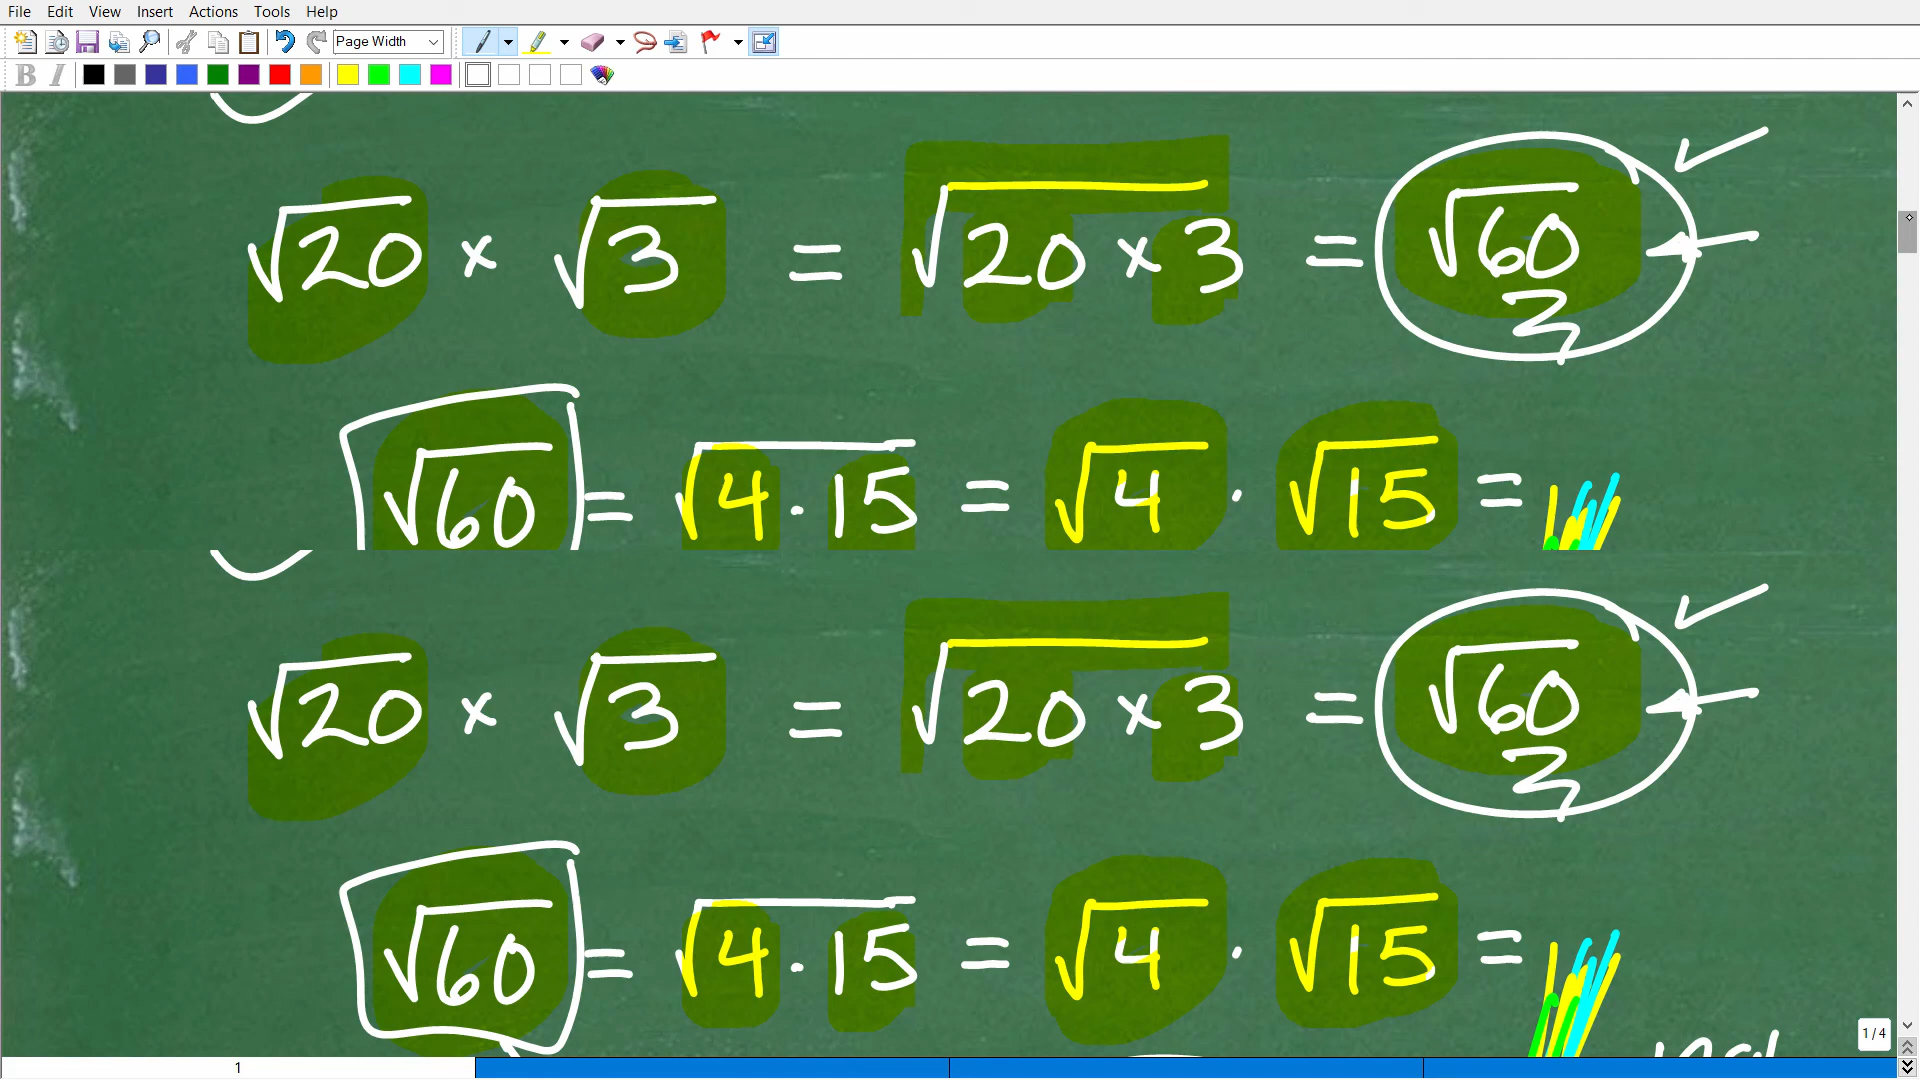 File Edit View Insert Actions Tools Help
Page Width
B I
√20 × √3 = √20 × 3 = √60
√60 = √4 · 15 = √4 · √15 =
√20 × √3 = √20 × 3 = √60
√60 = √4 · 15 = √4 · √15 =
1 / 4
1